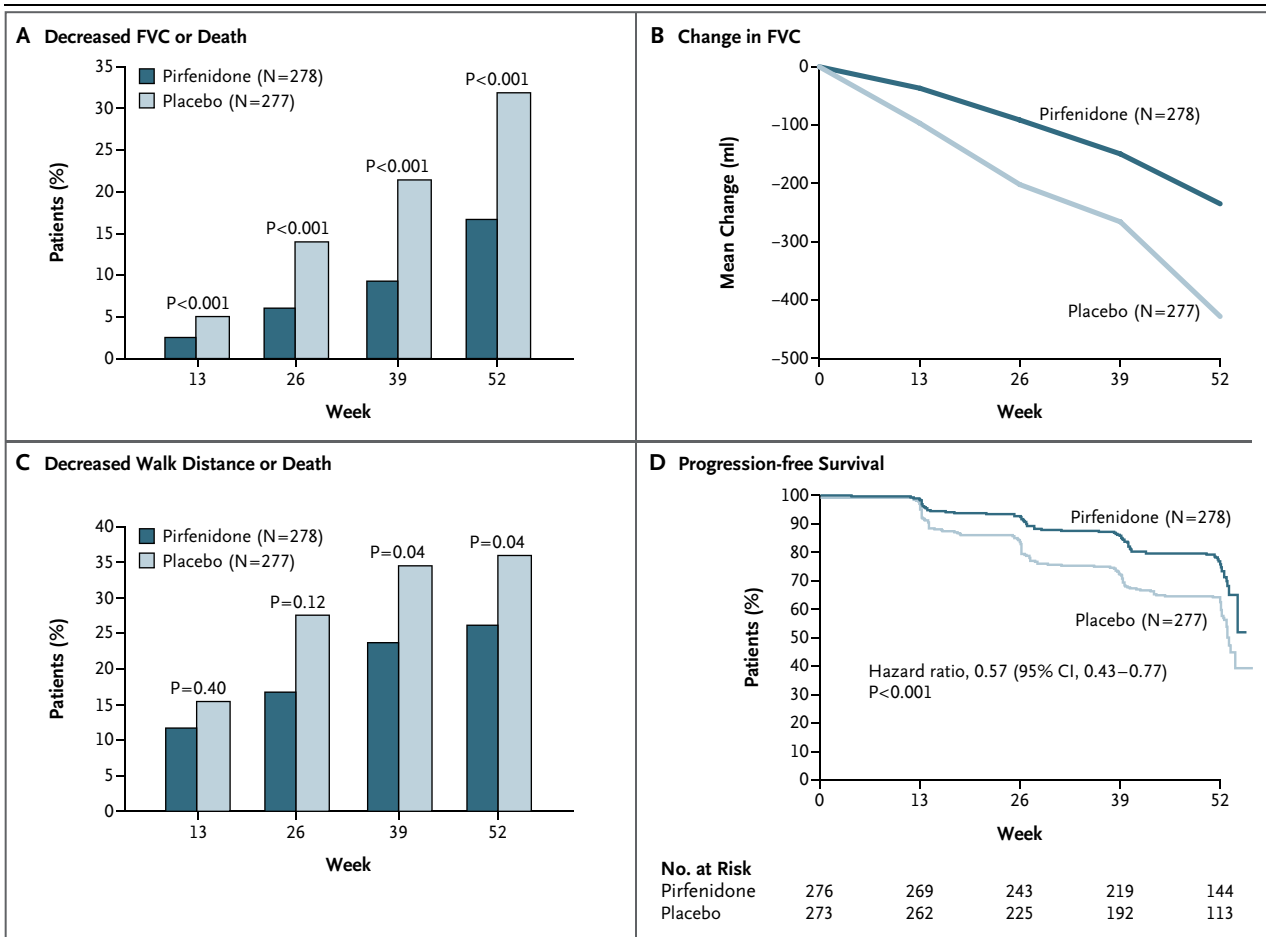 A Decreased FVC or Death
35
30
25
20
15
10
5
0
Patients (%)
Pirfenidone (N=278)
Placebo (N=277)
P<0.001
P<0.001
P<0.001
P<0.001
13 26 39 52
Week
B Change in FVC
0
−100
−200
−300
−400
−500
Mean Change (ml)
Pirfenidone (N=278)
Placebo (N=277)
0 13 26 39 52
Week
C Decreased Walk Distance or Death
40
35
30
25
20
15
10
5
0
Patients (%)
Pirfenidone (N=278)
Placebo (N=277)
P=0.40
P=0.12
P=0.04
P=0.04
13 26 39 52
Week
D Progression-free Survival
100
90
80
70
60
50
40
30
20
10
0
Patients (%)
Pirfenidone (N=278)
Placebo (N=277)
Hazard ratio, 0.57 (95% CI, 0.43–0.77)
P<0.001
0 13 26 39 52
Week
No. at Risk
Pirfenidone 276 269 243 219 144
Placebo 273 262 225 192 113